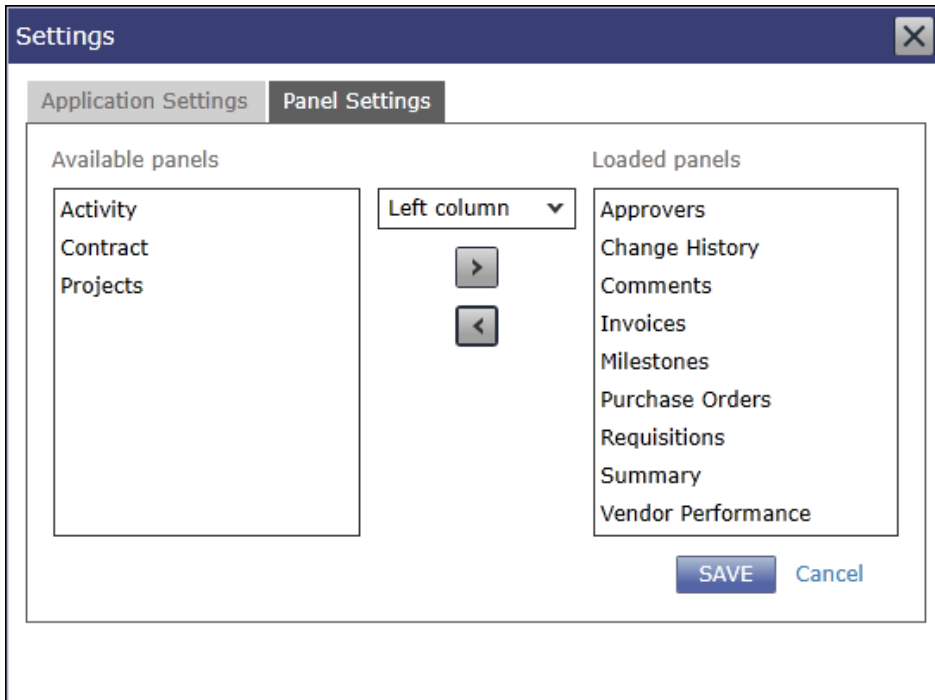 Settings
Application Settings
Panel Settings
Available panels
Loaded panels
Activity
Contract
Projects
Left column
>
<
Approvers
Change History
Comments
Invoices
Milestones
Purchase Orders
Requisitions
Summary
Vendor Performance
SAVE
Cancel